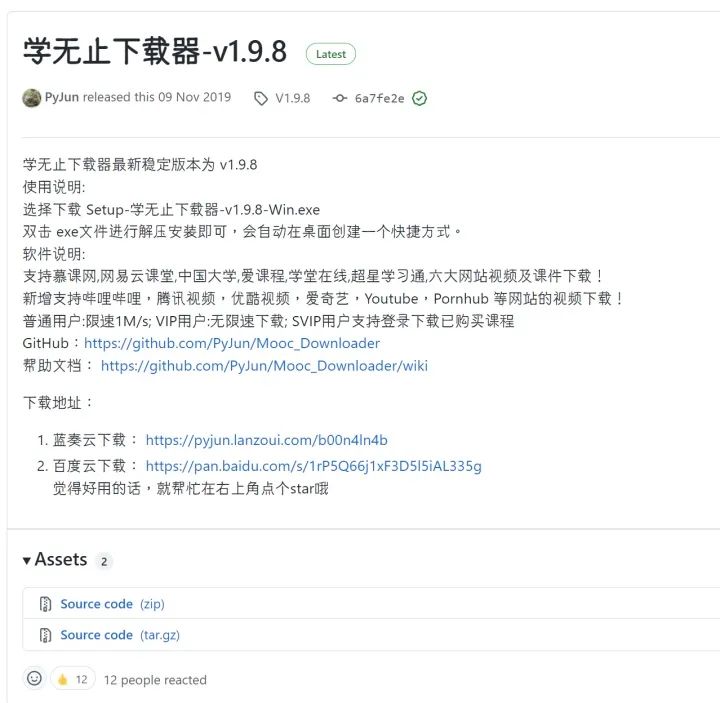 学无止下载器-v1.9.8 Latest
PyJun released this 09 Nov 2019 V1.9.8 6a7fe2e
学无止下载器最新稳定版本为 v1.9.8
使用说明:
选择下载 Setup-学无止下载器-v1.9.8-Win.exe
双击 exe文件进行解压安装即可，会自动在桌面创建一个快捷方式。
软件说明:
支持慕课网,网易云课堂,中国大学,爱课程,学堂在线,超星学习通,六大网站视频及课件下载！
新增支持哔哩哔哩，腾讯视频，优酷视频，爱奇艺，Youtube，Pornhub 等网站的视频下载！
普通用户:限速1M/s; VIP用户:无限速下载; SVIP用户支持登录下载已购买课程
GitHub：https://github.com/PyJun/Mooc_Downloader
帮助文档： https://github.com/PyJun/Mooc_Downloader/wiki
下载地址：
1. 蓝奏云下载： https://pyjun.lanzoui.com/b00n4ln4b
2. 百度云下载： https://pan.baidu.com/s/1rP5Q66j1xF3D5l5iAL335g
觉得好用的话，就帮忙在右上角点个star哦
Assets 2
Source code (zip)
Source code (tar.gz)
👍 12 12 people reacted